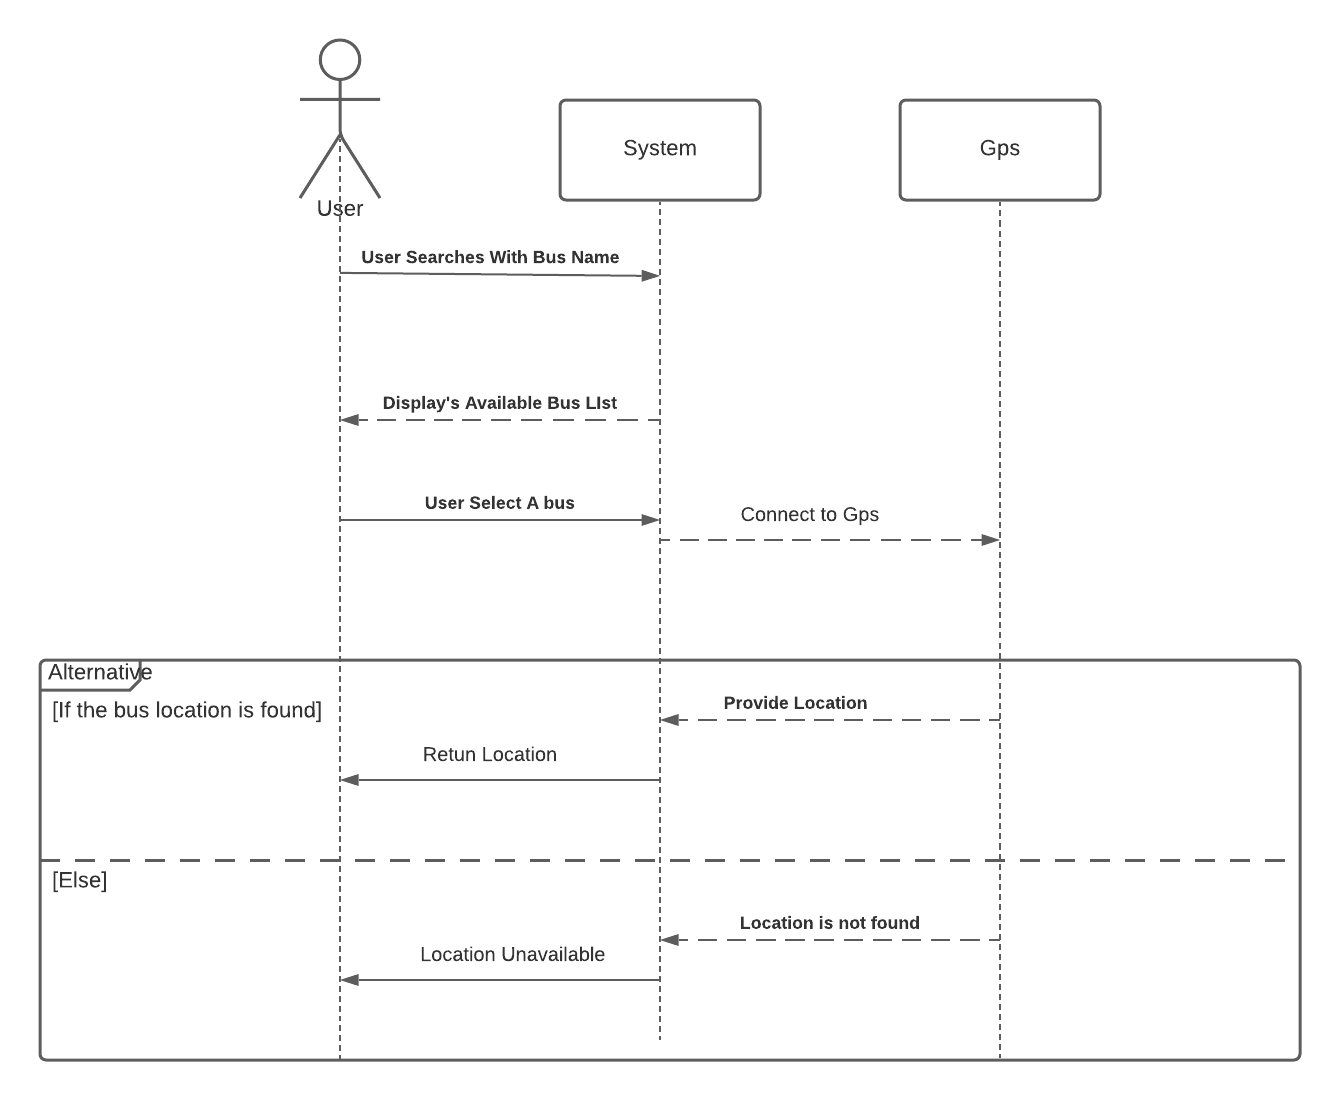 User
System
Gps
User Searches With Bus Name
Display's Available Bus LIst
User Select A bus
Connect to Gps
Alternative
[If the bus location is found]
Provide Location
Retun Location
[Else]
Location is not found
Location Unavailable